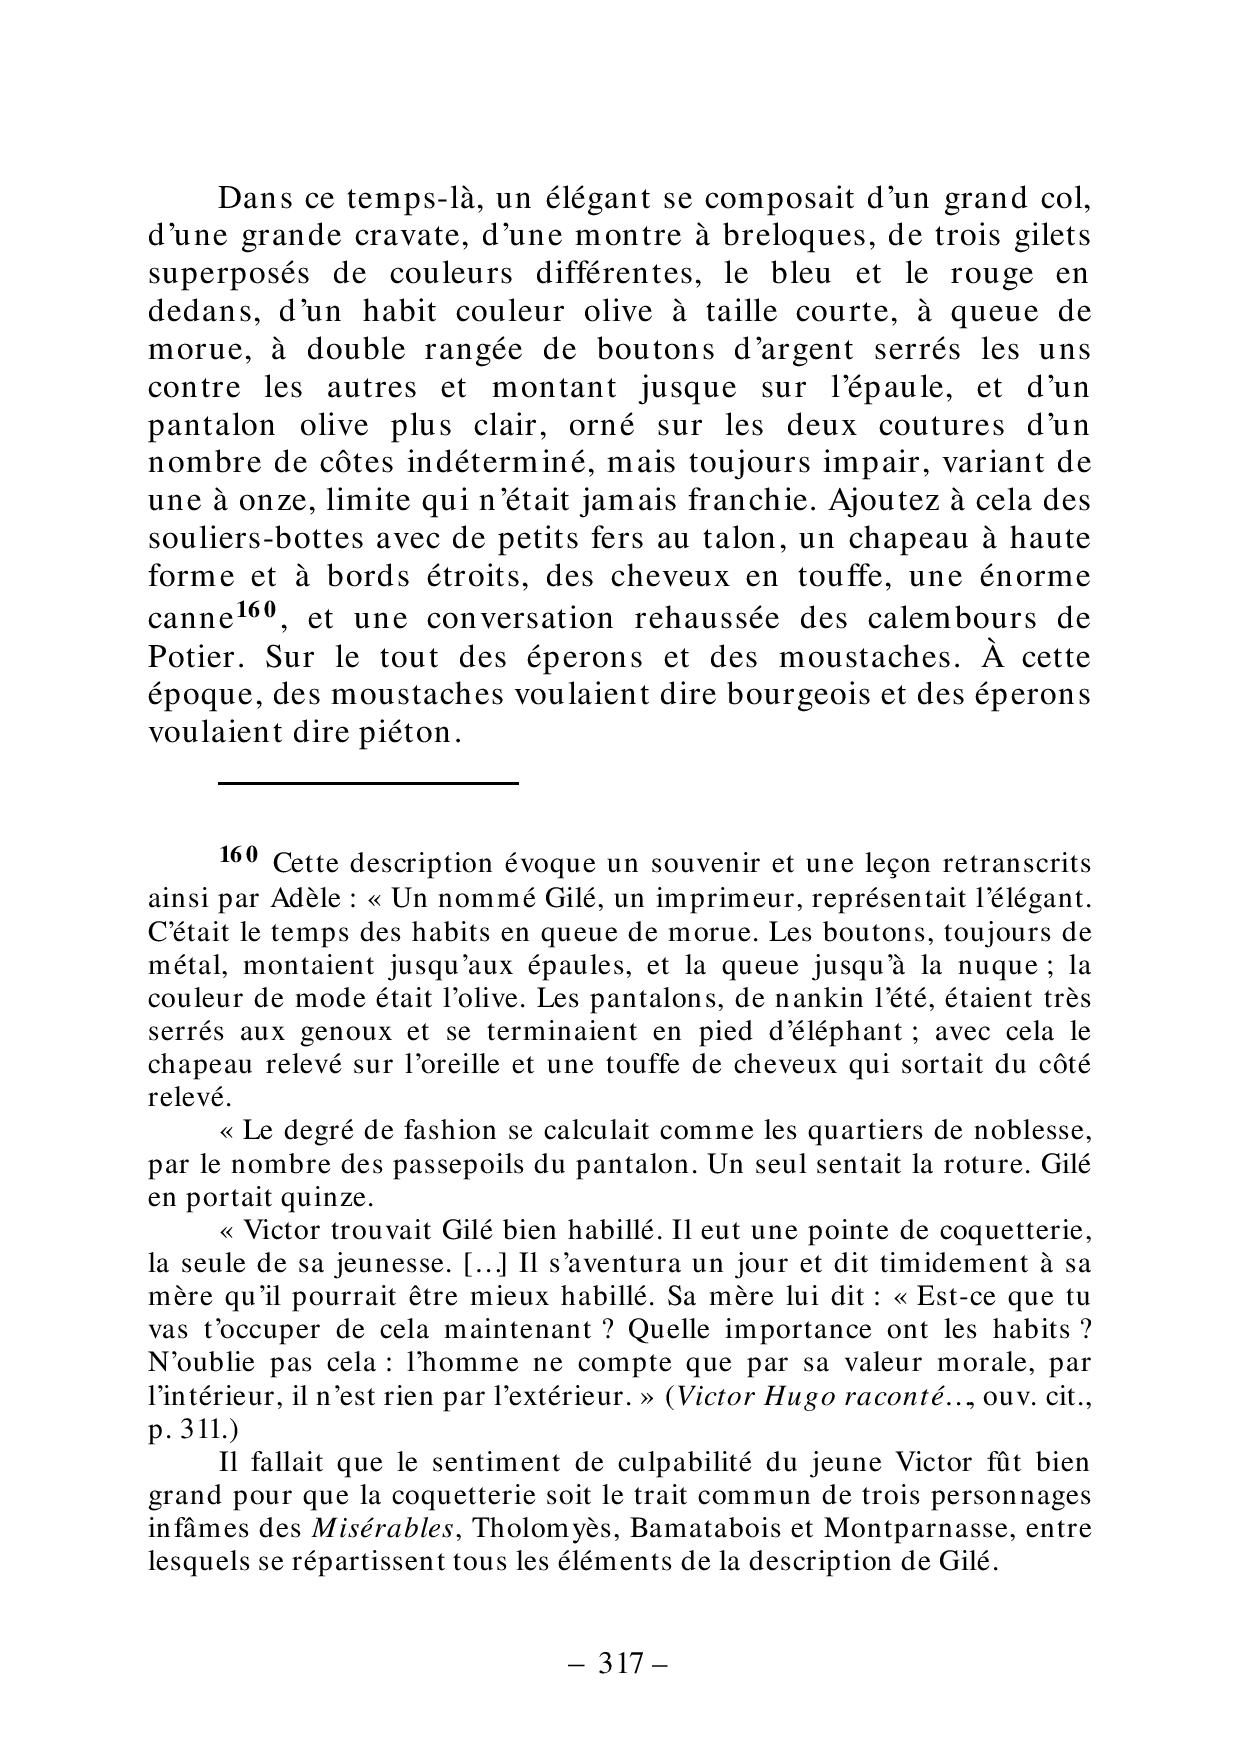 Dans ce temps-là, un élégant se composait d’un grand col,
d’une grande cravate, d’une montre à breloques, de trois gilets
superposés de couleurs différentes, le bleu et le rouge en
dedans, d’un habit couleur olive à taille courte, à queue de
morue, à double rangée de boutons d’argent serrés les uns
contre les autres et montant jusque sur l’épaule, et d’un
pantalon olive plus clair, orné sur les deux coutures d’un
nombre de côtes indéterminé, mais toujours impair, variant de
une à onze, limite qui n’était jamais franchie. Ajoutez à cela des
souliers-bottes avec de petits fers au talon, un chapeau à haute
forme et à bords étroits, des cheveux en touffe, une énorme
canne160, et une conversation rehaussée des calembours de
Potier. Sur le tout des éperons et des moustaches. À cette
époque, des moustaches voulaient dire bourgeois et des éperons
voulaient dire piéton.
160 Cette description évoque un souvenir et une leçon retranscrits
ainsi par Adèle : « Un nommé Gilé, un imprimeur, représentait l’élégant.
C’était le temps des habits en queue de morue. Les boutons, toujours de
métal, montaient jusqu’aux épaules, et la queue jusqu’à la nuque ; la
couleur de mode était l’olive. Les pantalons, de nankin l’été, étaient très
serrés aux genoux et se terminaient en pied d’éléphant ; avec cela le
chapeau relevé sur l’oreille et une touffe de cheveux qui sortait du côté
relevé.
« Le degré de fashion se calculait comme les quartiers de noblesse,
par le nombre des passepoils du pantalon. Un seul sentait la roture. Gilé
en portait quinze.
« Victor trouvait Gilé bien habillé. Il eut une pointe de coquetterie,
la seule de sa jeunesse. […] Il s’aventura un jour et dit timidement à sa
mère qu’il pourrait être mieux habillé. Sa mère lui dit : « Est-ce que tu
vas t’occuper de cela maintenant ? Quelle importance ont les habits ?
N’oublie pas cela : l’homme ne compte que par sa valeur morale, par
l’intérieur, il n’est rien par l’extérieur. » (Victor Hugo raconté…, ouv. cit.,
p. 311.)
Il fallait que le sentiment de culpabilité du jeune Victor fût bien
grand pour que la coquetterie soit le trait commun de trois personnages
infâmes des Misérables, Tholomyès, Bamatabois et Montparnasse, entre
lesquels se répartissent tous les éléments de la description de Gilé.
– 317 –